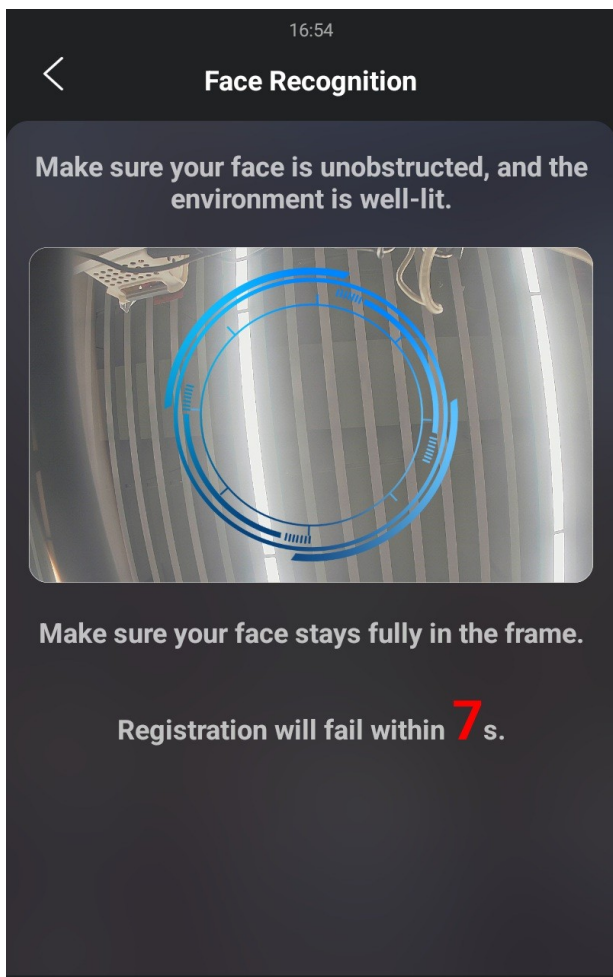 16:54
Face Recognition
Make sure your face is unobstructed, and the
environment is well-lit.
Make sure your face stays fully in the frame.
Registration will fail within 7 s.